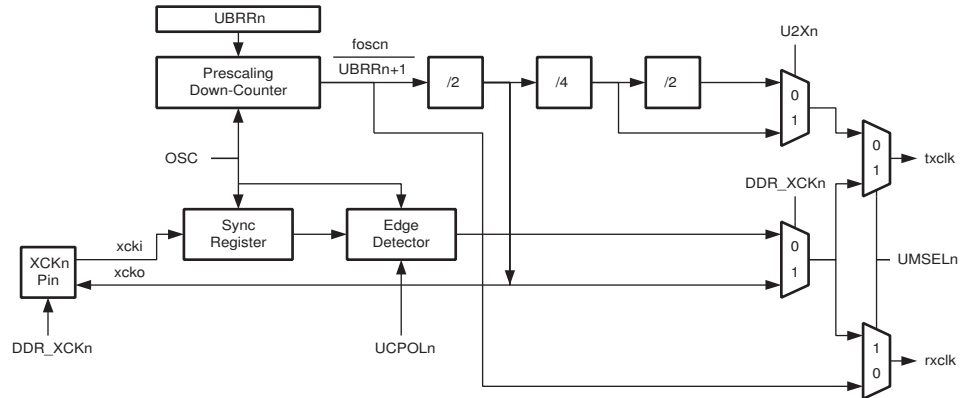 UBRRn
foscn
U2Xn
Prescaling
Down-Counter
UBRRn+1
/2
/4
/2
0
1
OSC
0
1
txclk
DDR_XCKn
Sync
Register
Edge
Detector
0
1
xcki
XCKn
Pin
xcko
UMSELn
DDR_XCKn
UCPOLn
1
0
rxclk